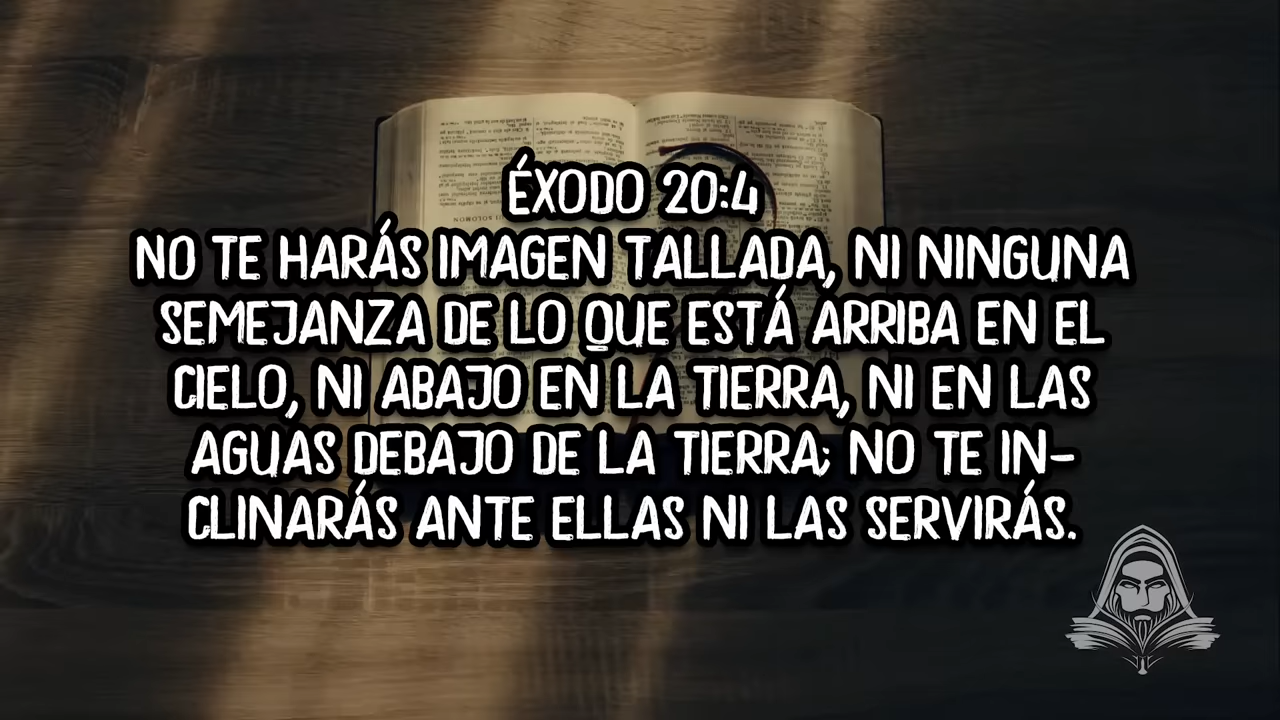 ÉXODO 20:4
NO TE HARÁS IMAGEN TALLADA, NI NINGUNA
SEMEJANZA DE LO QUE ESTÁ ARRIBA EN EL
CIELO, NI ABAJO EN LA TIERRA, NI EN LAS
AGUAS DEBAJO DE LA TIERRA; NO TE IN-
CLINARÁS ANTE ELLAS NI LAS SERVIRÁS.